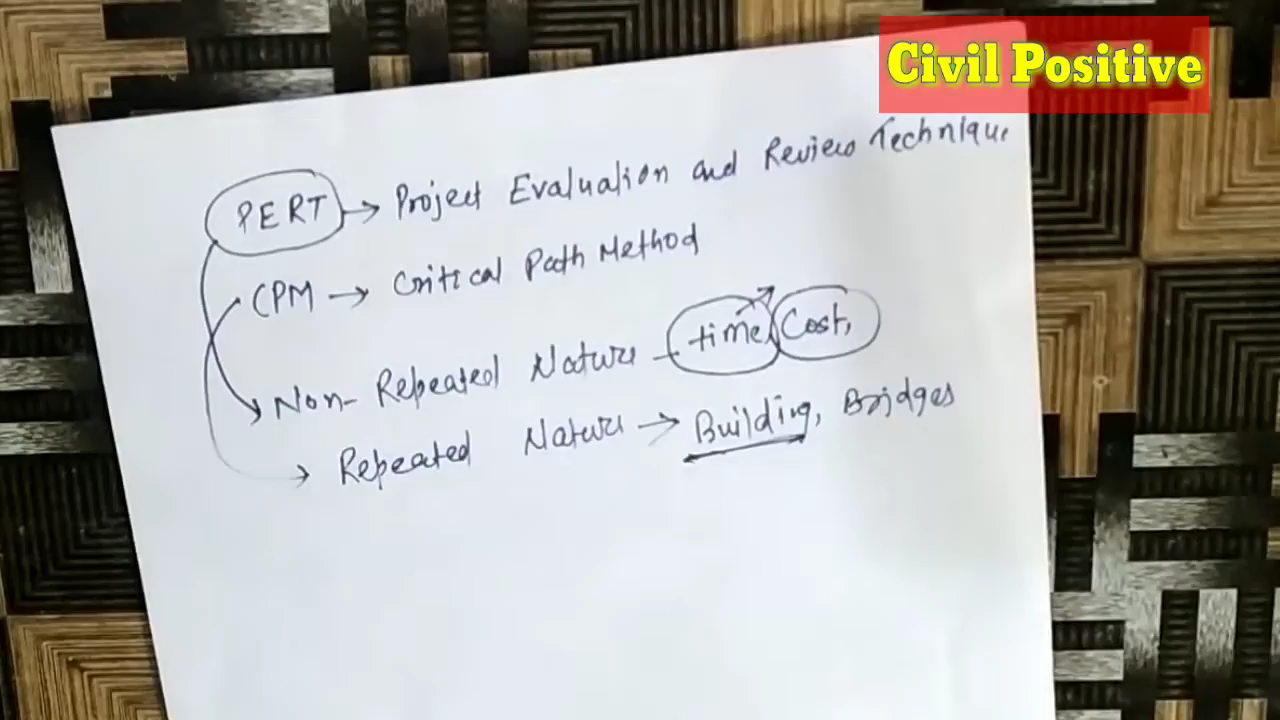 Civil Positive
PERT → Project Evaluation and Review Technique
CPM → Critical Path Method
Non-Repeated Nature - time, Cost,
Repeated Nature → Building, Bridges